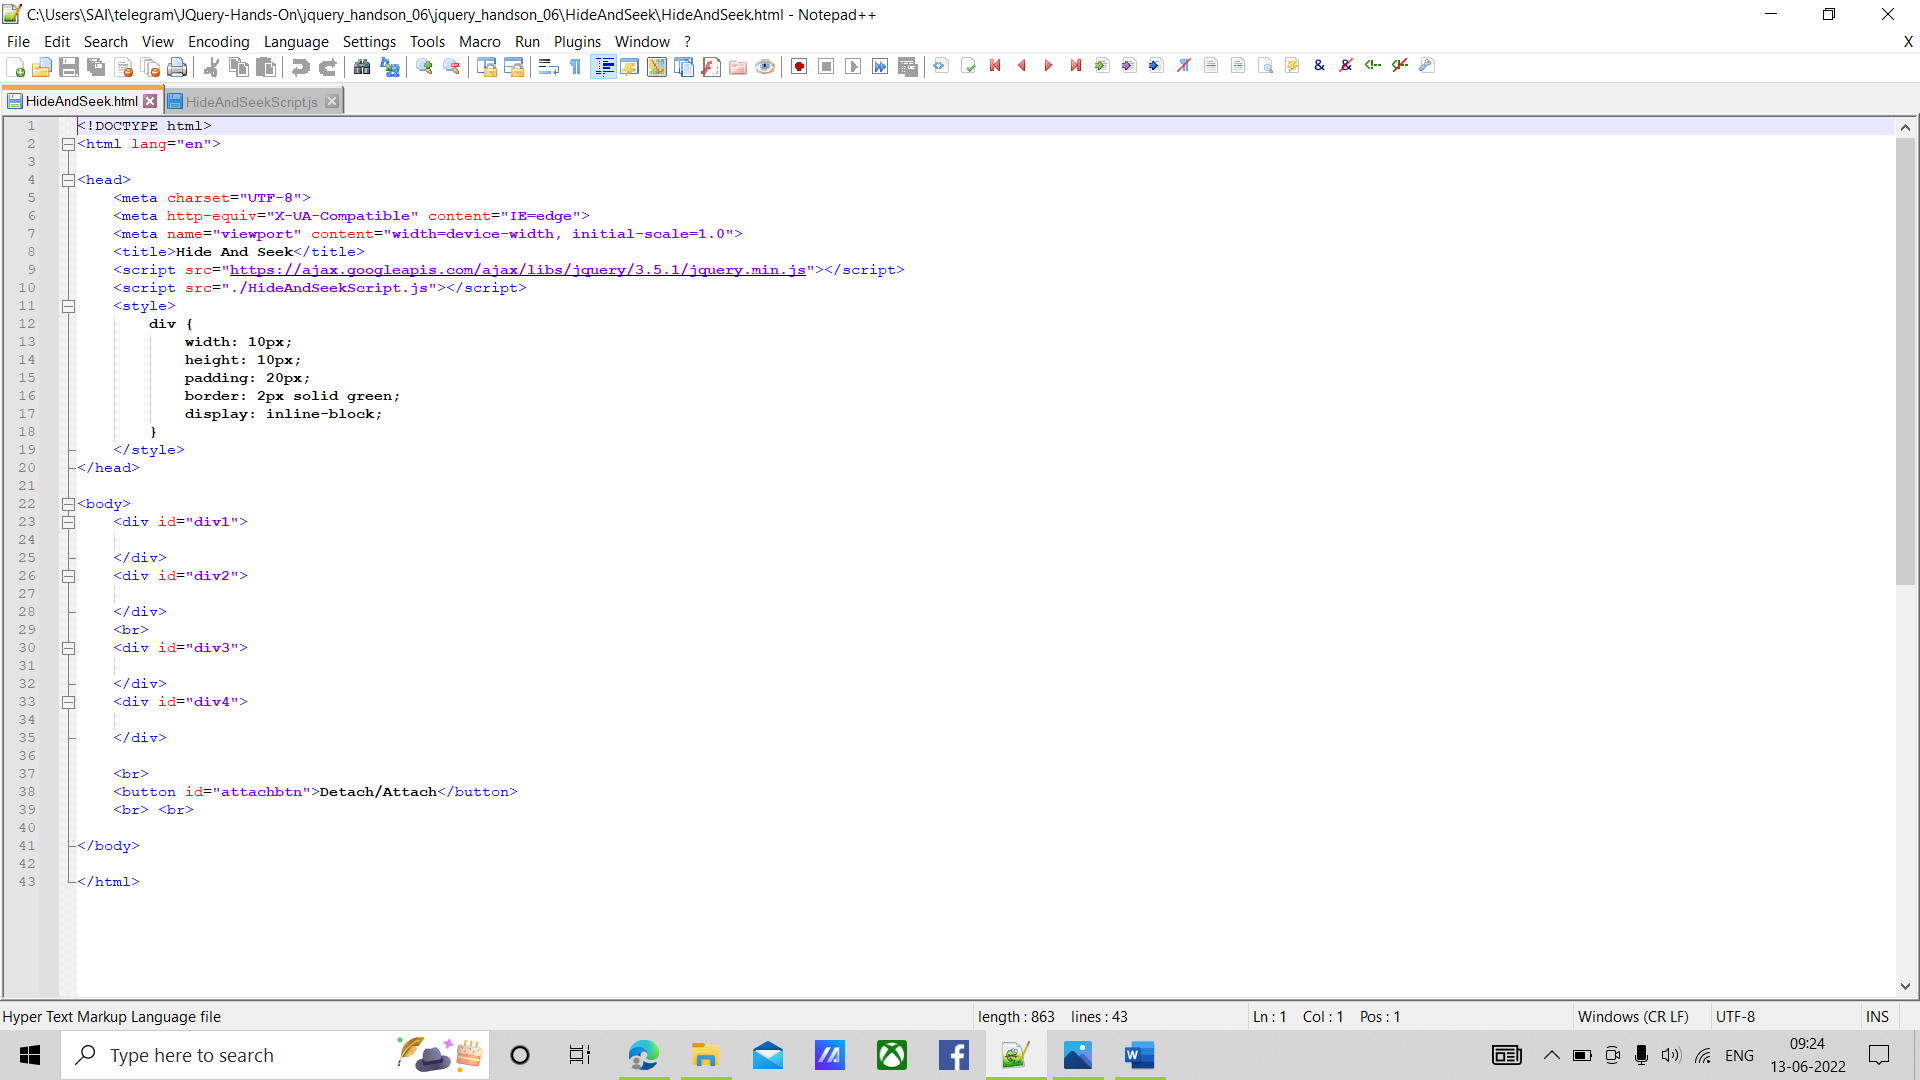 C:\Users\SAI\telegram\JQuery-Hands-On\jquery_handson_06\jquery_handson_06\HideAndSeek\HideAndSeek.html - Notepad++
File Edit Search View Encoding Language Settings Tools Macro Run Plugins Window ? X
HideAndSeek.html HideAndSeekScript.js
1 <!DOCTYPE html>
2 <html lang="en">
3
4 <head>
5 <meta charset="UTF-8">
6 <meta http-equiv="X-UA-Compatible" content="IE=edge">
7 <meta name="viewport" content="width=device-width, initial-scale=1.0">
8 <title>Hide And Seek</title>
9 <script src="https://ajax.googleapis.com/ajax/libs/jquery/3.5.1/jquery.min.js"></script>
10 <script src="./HideAndSeekScript.js"></script>
11 <style>
12 div {
13 width: 10px;
14 height: 10px;
15 padding: 20px;
16 border: 2px solid green;
17 display: inline-block;
18 }
19 </style>
20 </head>
21
22 <body>
23 <div id="div1">
24
25 </div>
26 <div id="div2">
27
28 </div>
29 <br>
30 <div id="div3">
31
32 </div>
33 <div id="div4">
34
35 </div>
36
37 <br>
38 <button id="attachbtn">Detach/Attach</button>
39 <br> <br>
40
41 </body>
42
43 </html>
Hyper Text Markup Language file length : 863 lines : 43 Ln : 1 Col : 1 Pos : 1 Windows (CR LF) UTF-8 INS
Type here to search
ENG
09:24
13-06-2022